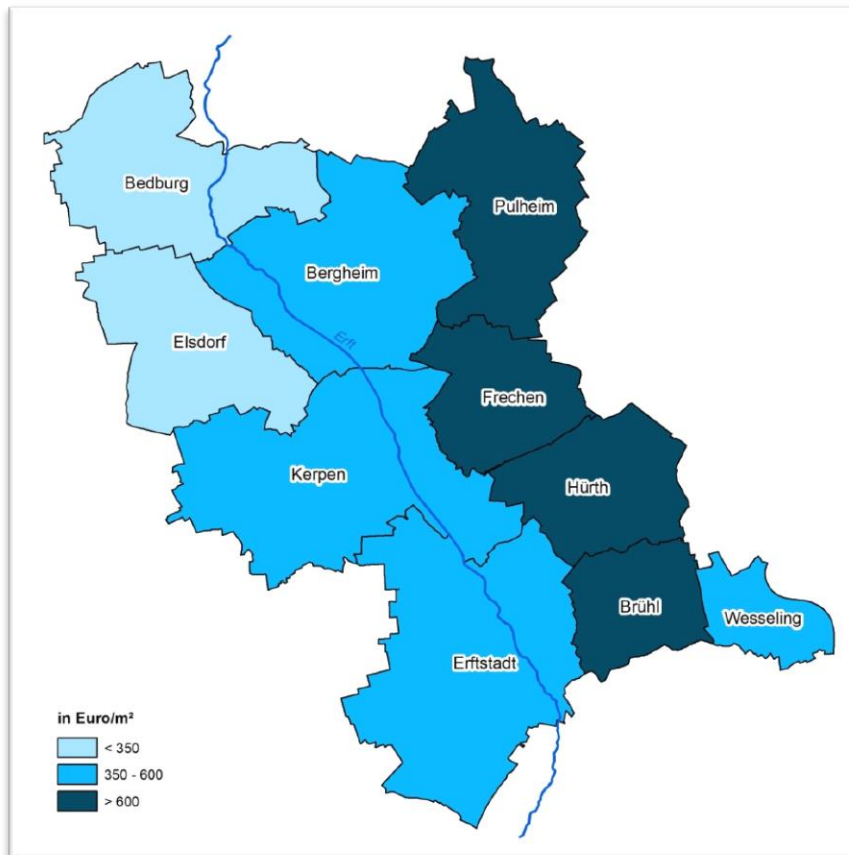 Bedburg
Pulheim
Bergheim
Erft
Elsdorf
Frechen
Kerpen
Hürth
Brühl
Wesseling
Erftstadt
in Euro/m²
< 350
350 - 600
> 600